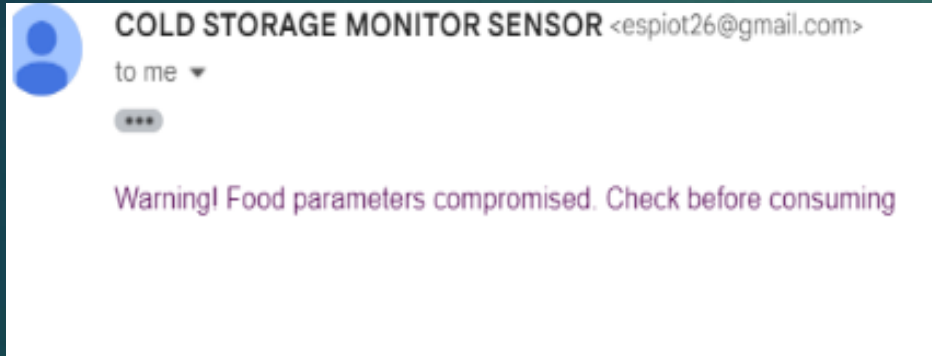 COLD STORAGE MONITOR SENSOR <espiot26@gmail.com>
to me
Warning! Food parameters compromised. Check before consuming